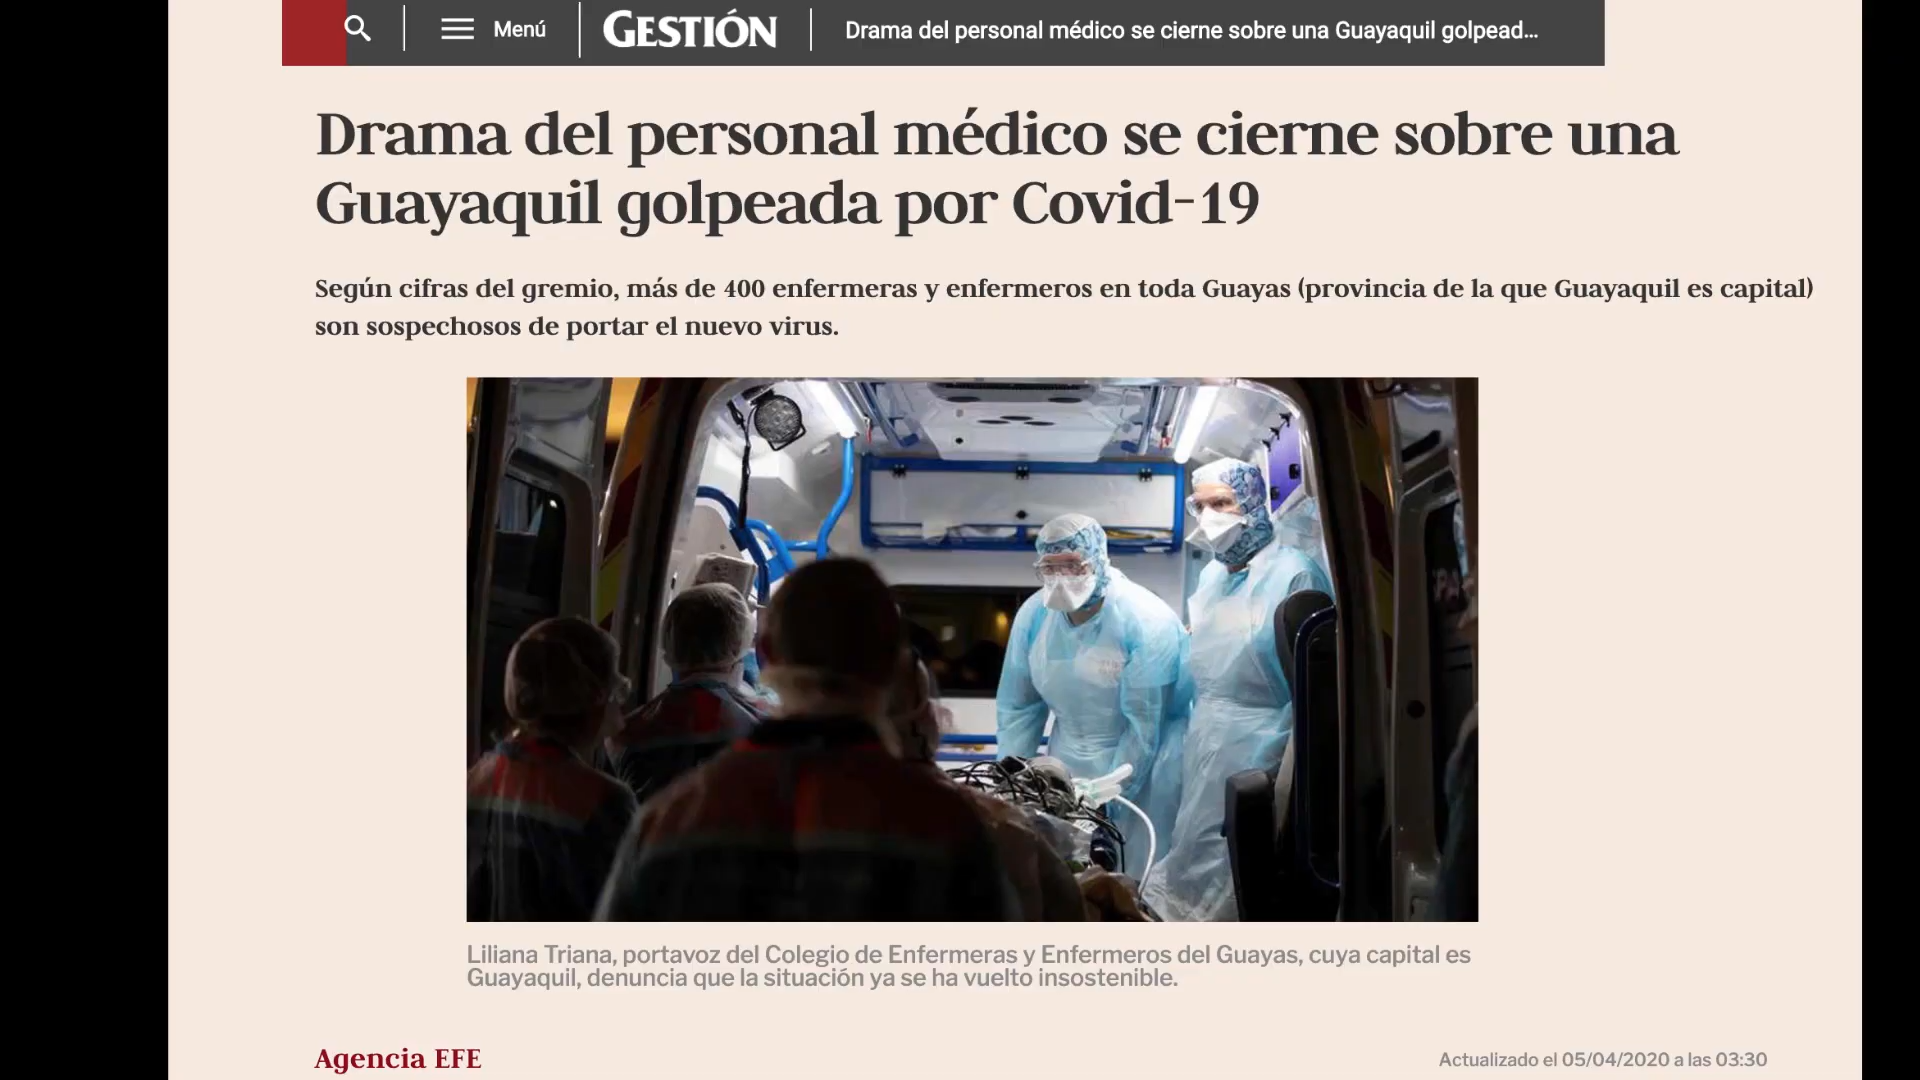 Menú
GESTIÓN
Drama del personal médico se cierne sobre una Guayaquil golpead...
Drama del personal médico se cierne sobre una
Guayaquil golpeada por Covid-19
Según cifras del gremio, más de 400 enfermeras y enfermeros en toda Guayas (provincia de la que Guayaquil es capital)
son sospechosos de portar el nuevo virus.
Liliana Triana, portavoz del Colegio de Enfermeras y Enfermeros del Guayas, cuya capital es
Guayaquil, denuncia que la situación ya se ha vuelto insostenible.
Agencia EFE
Actualizado el 05/04/2020 a las 03:30